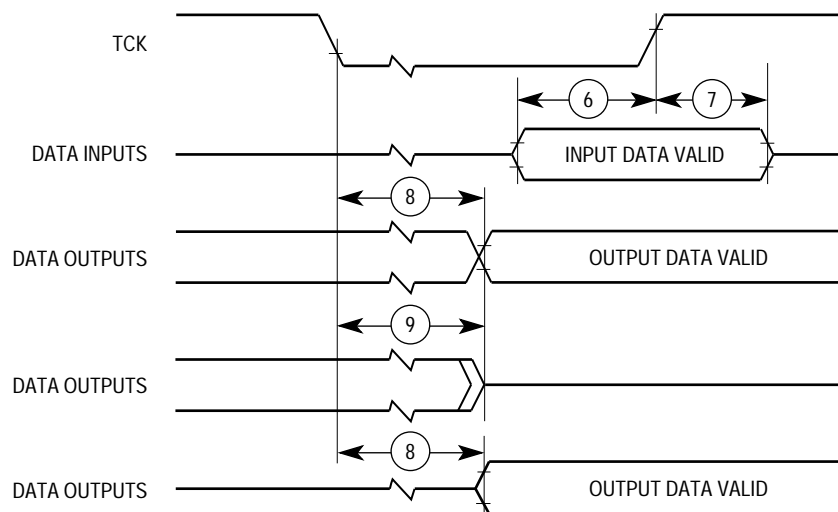 TCK
6
7
DATA INPUTS
INPUT DATA VALID
8
DATA OUTPUTS
OUTPUT DATA VALID
9
DATA OUTPUTS
8
DATA OUTPUTS
OUTPUT DATA VALID